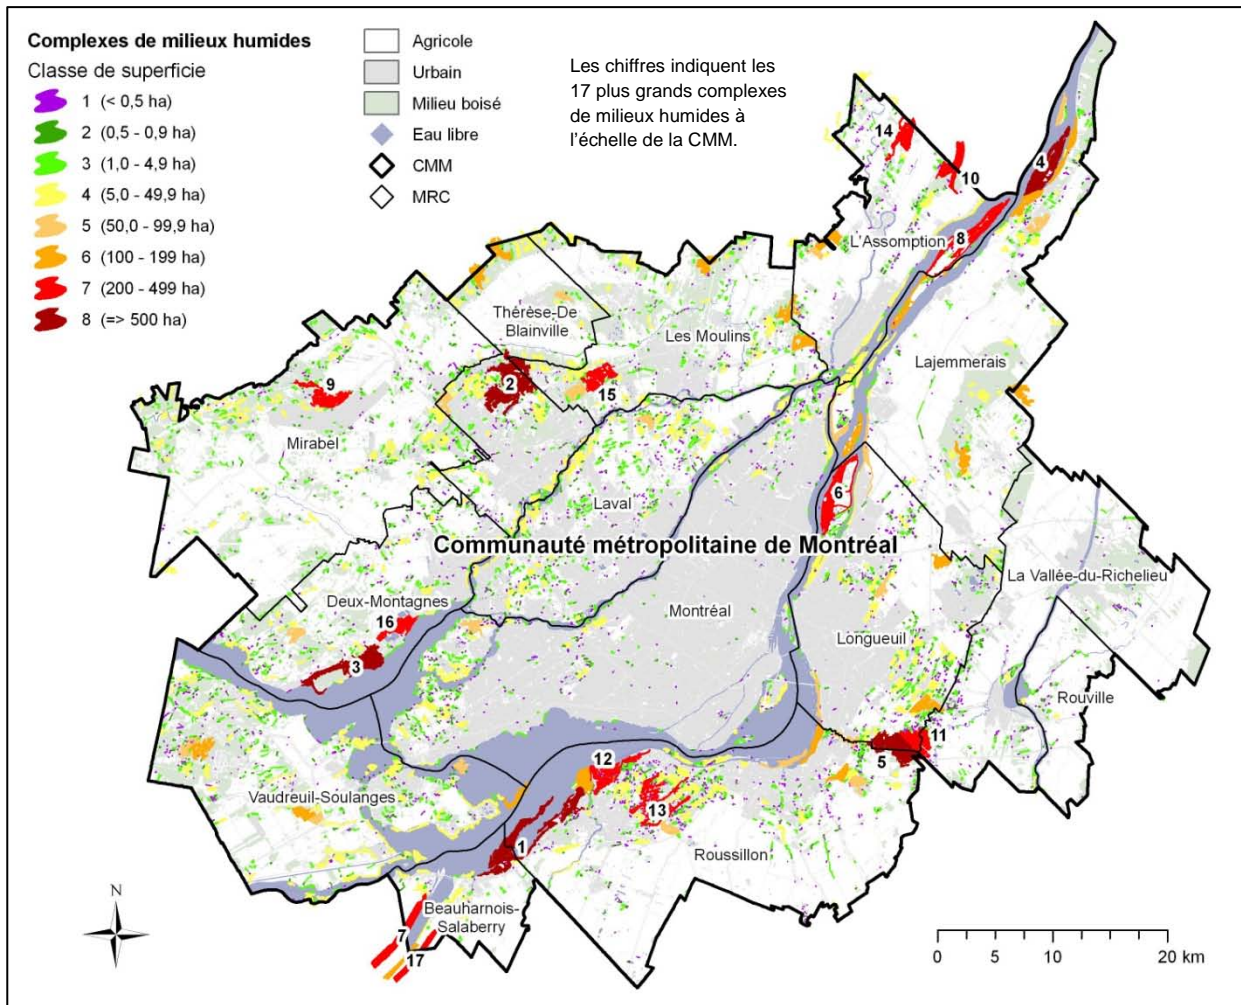 Complexes de milieux humides
Classe de superficie
1 (< 0,5 ha)
2 (0,5 - 0,9 ha)
3 (1,0 - 4,9 ha)
4 (5,0 - 49,9 ha)
5 (50,0 - 99,9 ha)
6 (100 - 199 ha)
7 (200 - 499 ha)
8 (=> 500 ha)
Agricole
Urbain
Milieu boisé
Eau libre
CMM
MRC
Les chiffres indiquent les
17 plus grands complexes
de milieux humides à
l’échelle de la CMM.
14
10
4
L'Assomption
8
Thérèse-De
Blainville
Les Moulins
Lajemmerais
9
2
15
Mirabel
Laval
6
Communauté métropolitaine de Montréal
La Vallée-du-Richelieu
Deux-Montagnes
16
Montréal
Longueuil
3
Rouville
11
5
12
Vaudreuil-Soulanges
13
1
Roussillon
Beauharnois-
Salaberry
7
17
N
0 5 10 20 km